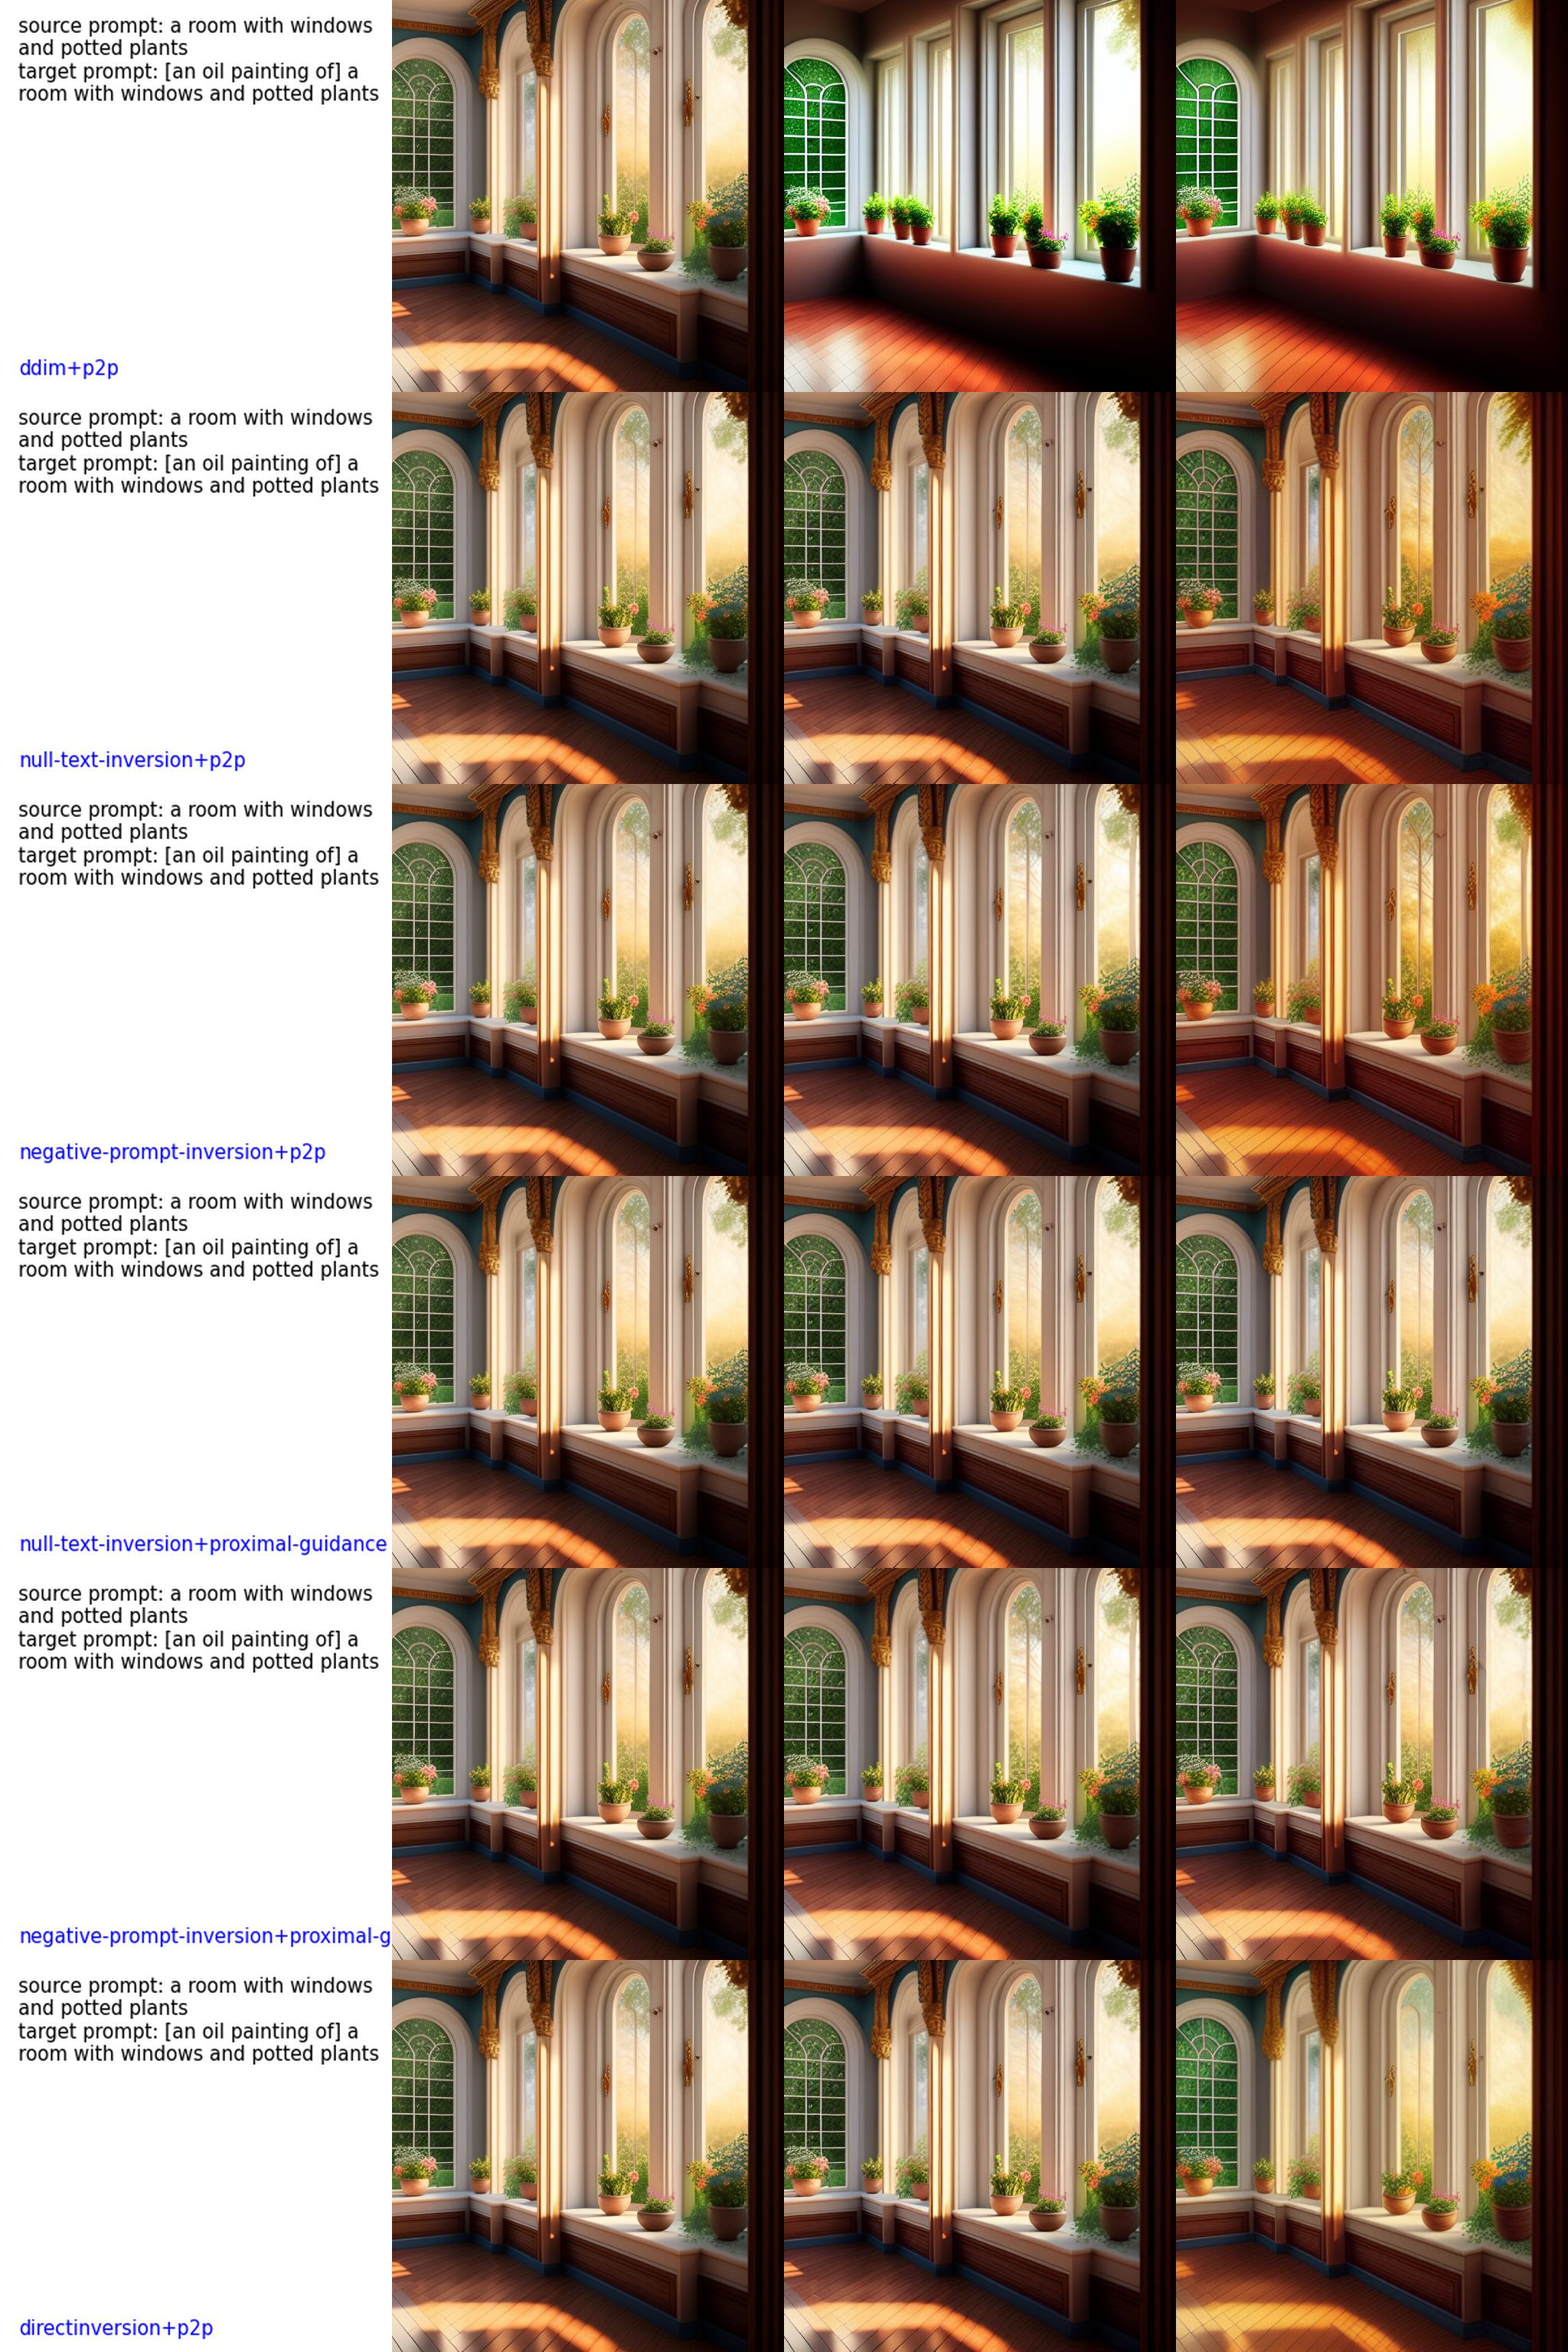 source prompt: a room with windows
and potted plants
target prompt: [an oil painting of] a
room with windows and potted plants
ddim+p2p
source prompt: a room with windows
and potted plants
target prompt: [an oil painting of] a
room with windows and potted plants
null-text-inversion+p2p
source prompt: a room with windows
and potted plants
target prompt: [an oil painting of] a
room with windows and potted plants
negative-prompt-inversion+p2p
source prompt: a room with windows
and potted plants
target prompt: [an oil painting of] a
room with windows and potted plants
null-text-inversion+proximal-guidance
source prompt: a room with windows
and potted plants
target prompt: [an oil painting of] a
room with windows and potted plants
negative-prompt-inversion+proximal-g
source prompt: a room with windows
and potted plants
target prompt: [an oil painting of] a
room with windows and potted plants
directinversion+p2p